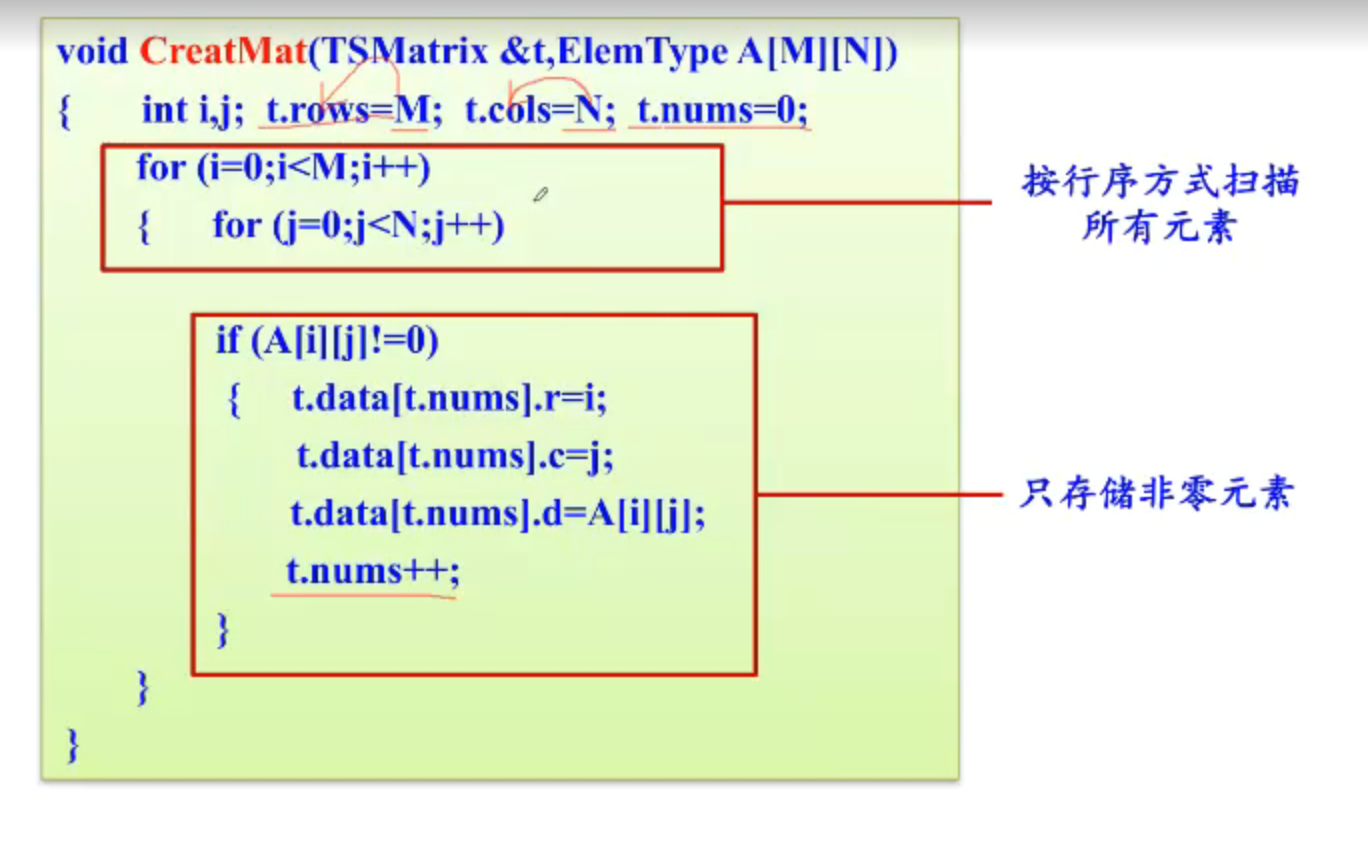 void CreatMat(TSMatrix &t,ElemType A[M][N])
{ int i,j; t.rows=M; t.cols=N; t.nums=0;
for (i=0;i<M;i++)
{ for (j=0;j<N;j++)
按行序方式扫描
所有元素
if (A[i][j]!=0)
{ t.data[t.nums].r=i;
t.data[t.nums].c=j;
t.data[t.nums].d=A[i][j];
t.nums++;
}
只存储非零元素
}
}